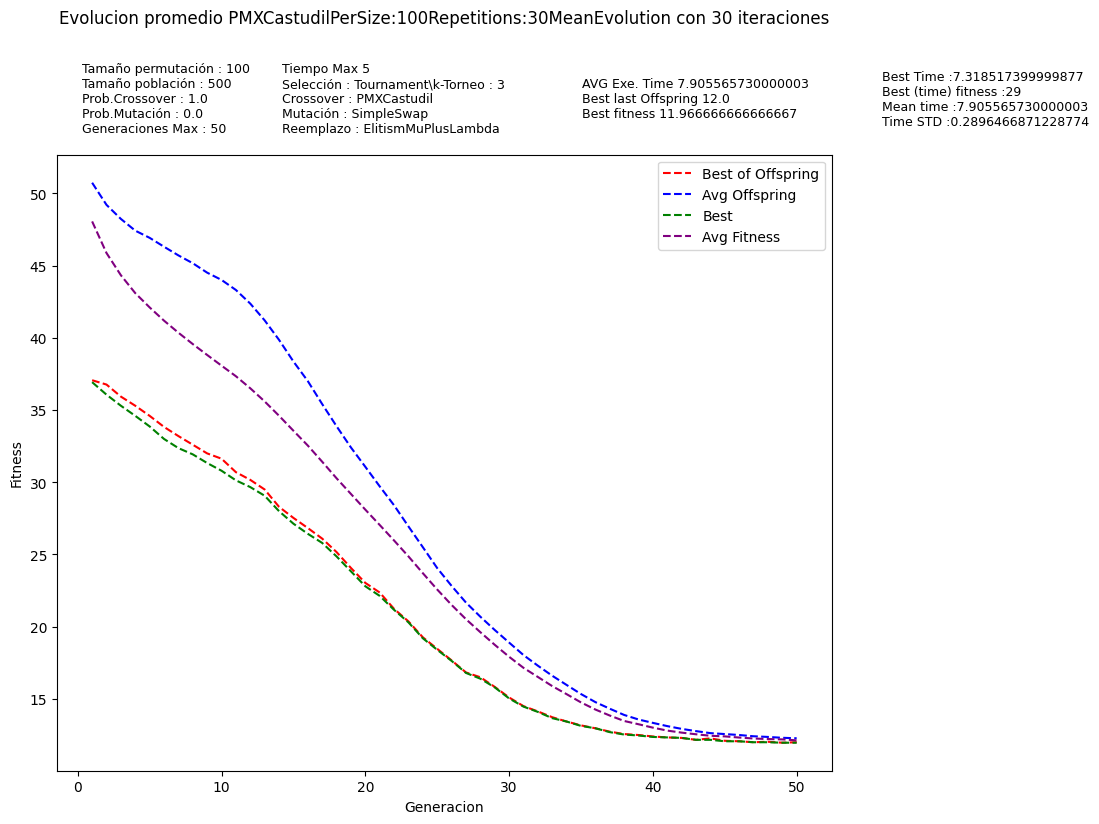 Evolucion promedio PMXCastudilPerSize:100Repetitions:30MeanEvolution con 30 iteraciones
Tamaño permutación : 100
Tamaño población : 500
Prob.Crossover : 1.0
Prob.Mutación : 0.0
Generaciones Max : 50
Tiempo Max 5
Selección : Tournament\k-Torneo : 3
Crossover : PMXCastudil
Mutación : SimpleSwap
Reemplazo : ElitismMuPlusLambda
AVG Exe. Time 7.905565730000003
Best last Offspring 12.0
Best fitness 11.966666666666667
Best Time :7.318517399999877
Best (time) fitness :29
Mean time :7.905565730000003
Time STD :0.2896466871228774
Best of Offspring
Avg Offspring
Best
Avg Fitness
Fitness
50
45
40
35
30
25
20
15
0
10
20
30
40
50
Generacion